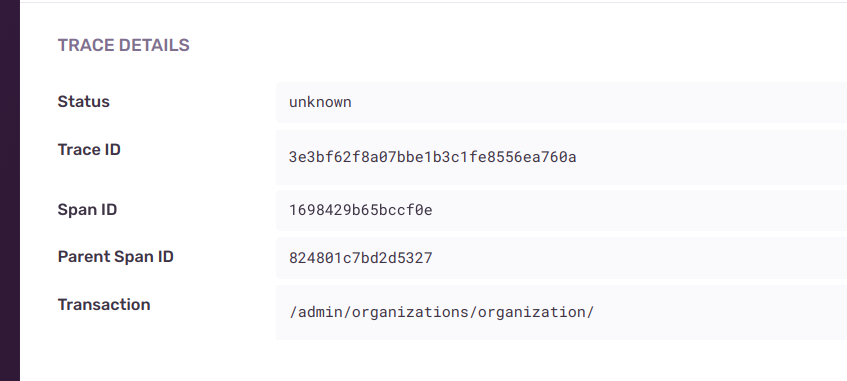 TRACE DETAILS
Status unknown
Trace ID 3e3bf62f8a07bbe1b3c1fe8556ea760a
Span ID 1698429b65bccf0e
Parent Span ID 824801c7bd2d5327
Transaction /admin/organizations/organization/